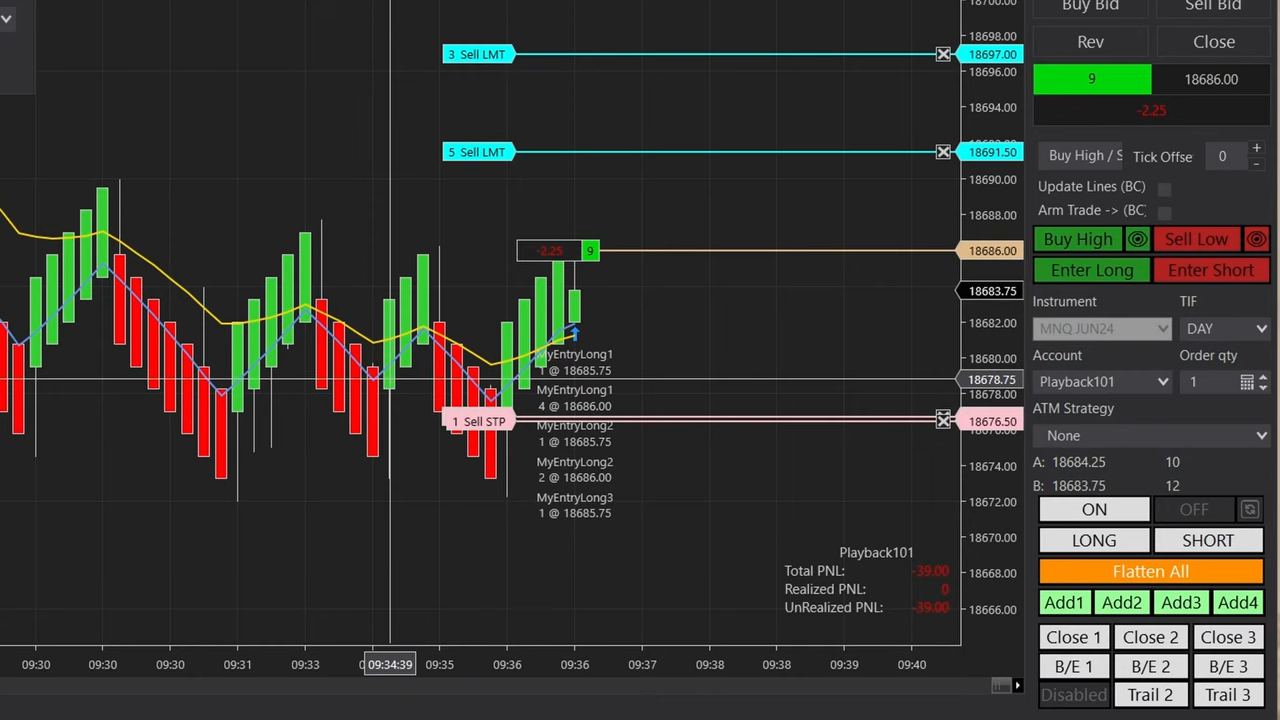 18700.00
Buy Bid
Sell Bid
18698.00
Rev
Close
3 Sell LMT
18697.00
18696.00
9
18686.00
-2.25
18694.00
5 Sell LMT
18691.50
Buy High / S
Tick Offse
0
+
-
18690.00
Update Lines (BC)
18688.00
Arm Trade -> (BC)
Buy High
Sell Low
-2.25
9
18686.00
Enter Long
Enter Short
18683.75
Instrument
TIF
18682.00
MNQ JUN24
DAY
MyEntryLong1
18680.00
Account
Order qty
1 @ 18685.75
18678.75
Playback101
1
MyEntryLong1
18678.00
4 @ 18686.00
ATM Strategy
1 Sell STP
18676.50
MyEntryLong2
1 @ 18685.75
None
MyEntryLong2
18674.00
A: 18684.25
10
2 @ 18686.00
B: 18683.75
12
MyEntryLong3
18672.00
1 @ 18685.75
ON
OFF
18670.00
LONG
SHORT
Playback101
Total PNL:
-39.00
18668.00
Flatten All
Realized PNL:
0
UnRealized PNL:
-39.00
18666.00
Add1
Add2
Add3
Add4
Close 1
Close 2
Close 3
B/E 1
B/E 2
B/E 3
Disabled
Trail 2
Trail 3
09:30
09:30
09:30
09:31
09:33
09:34:39
09:35
09:36
09:36
09:37
09:38
09:38
09:39
09:40